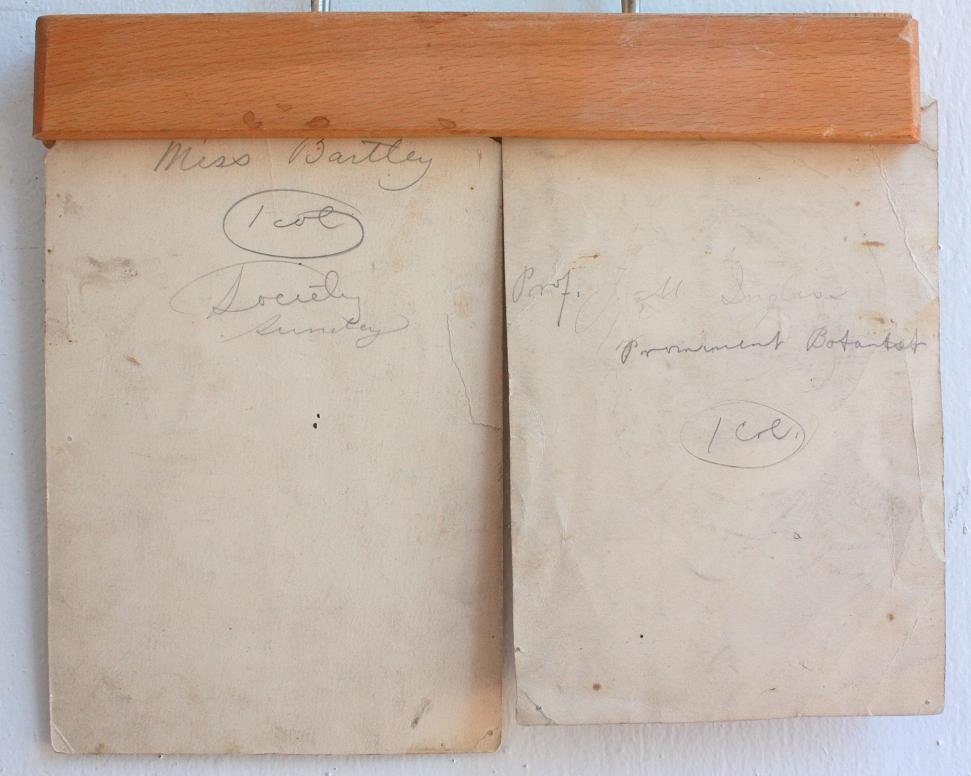 Miss Bartley
1 col
Society
Sunday
Prof.
Prominent Botanist
1 Col.